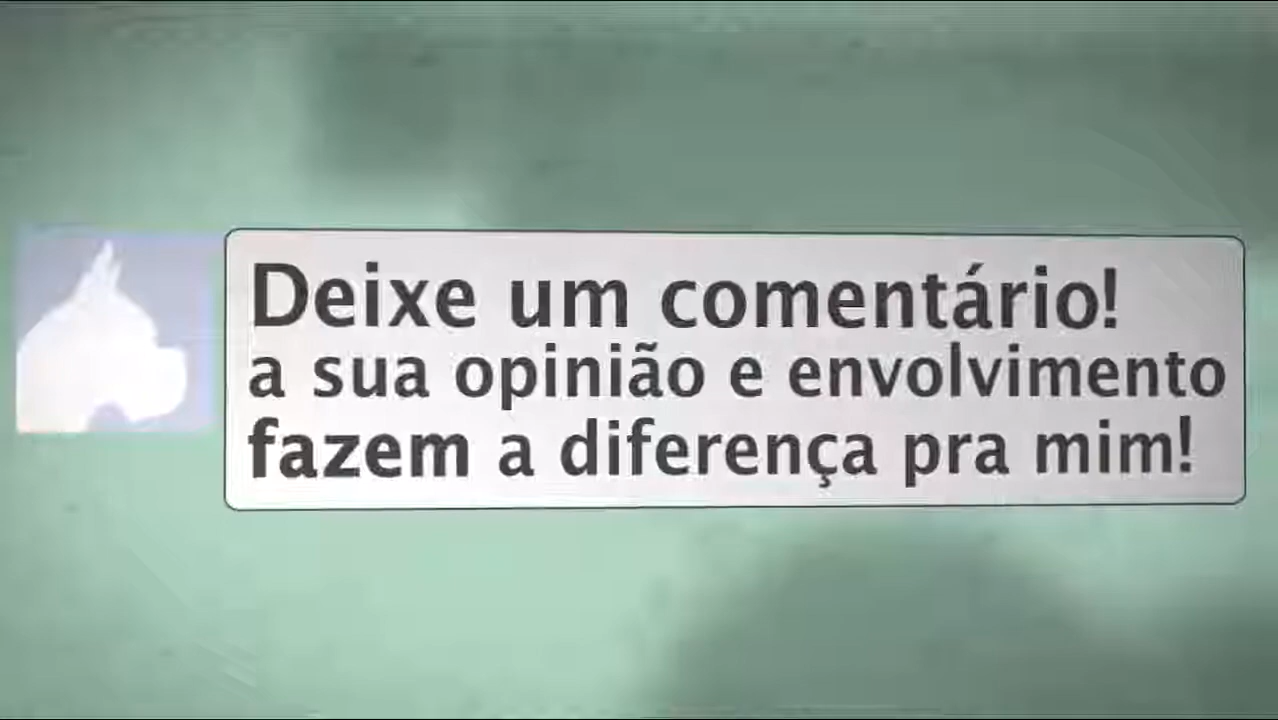 Deixe um comentário!
a sua opinião e envolvimento
fazem a diferença pra mim!